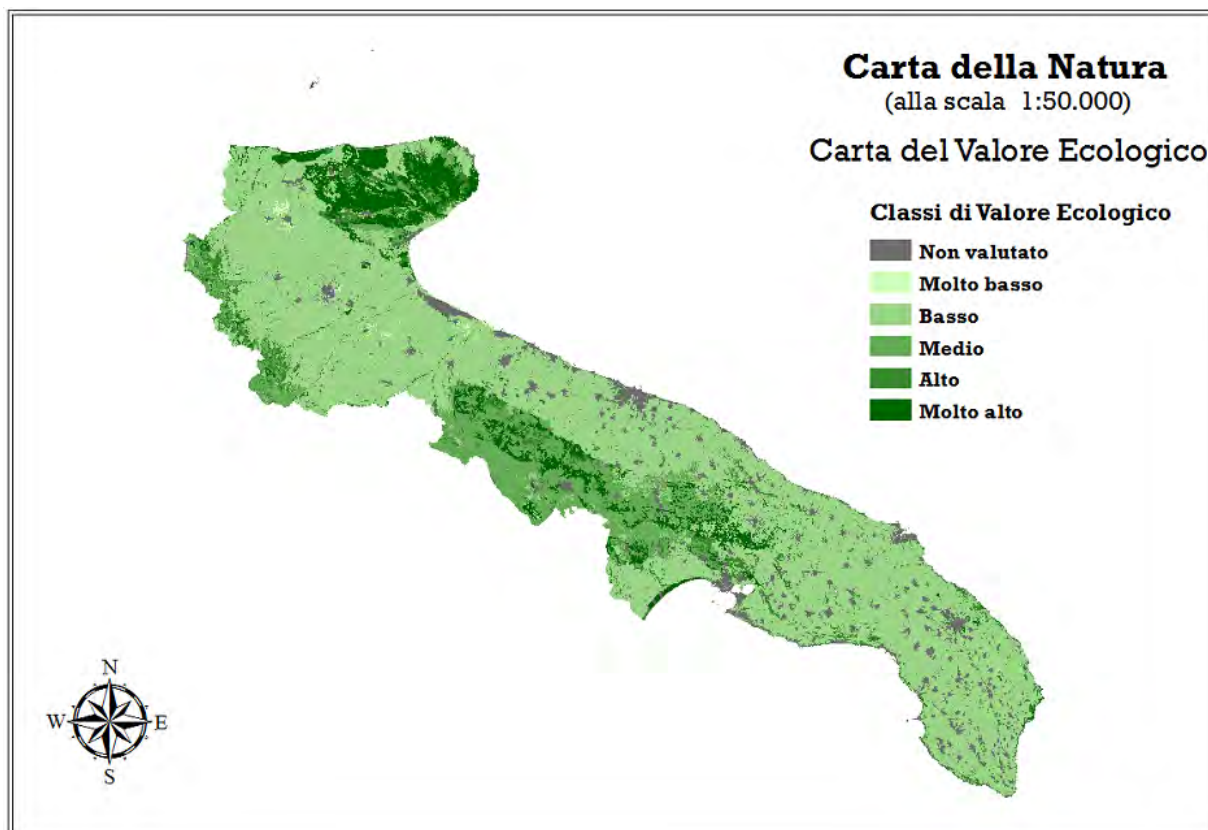 Carta della Natura
(alla scala 1:50.000)
Carta del Valore Ecologico
Classi di Valore Ecologico
Non valutato
Molto basso
Basso
Medio
Alto
Molto alto
N
W E
S